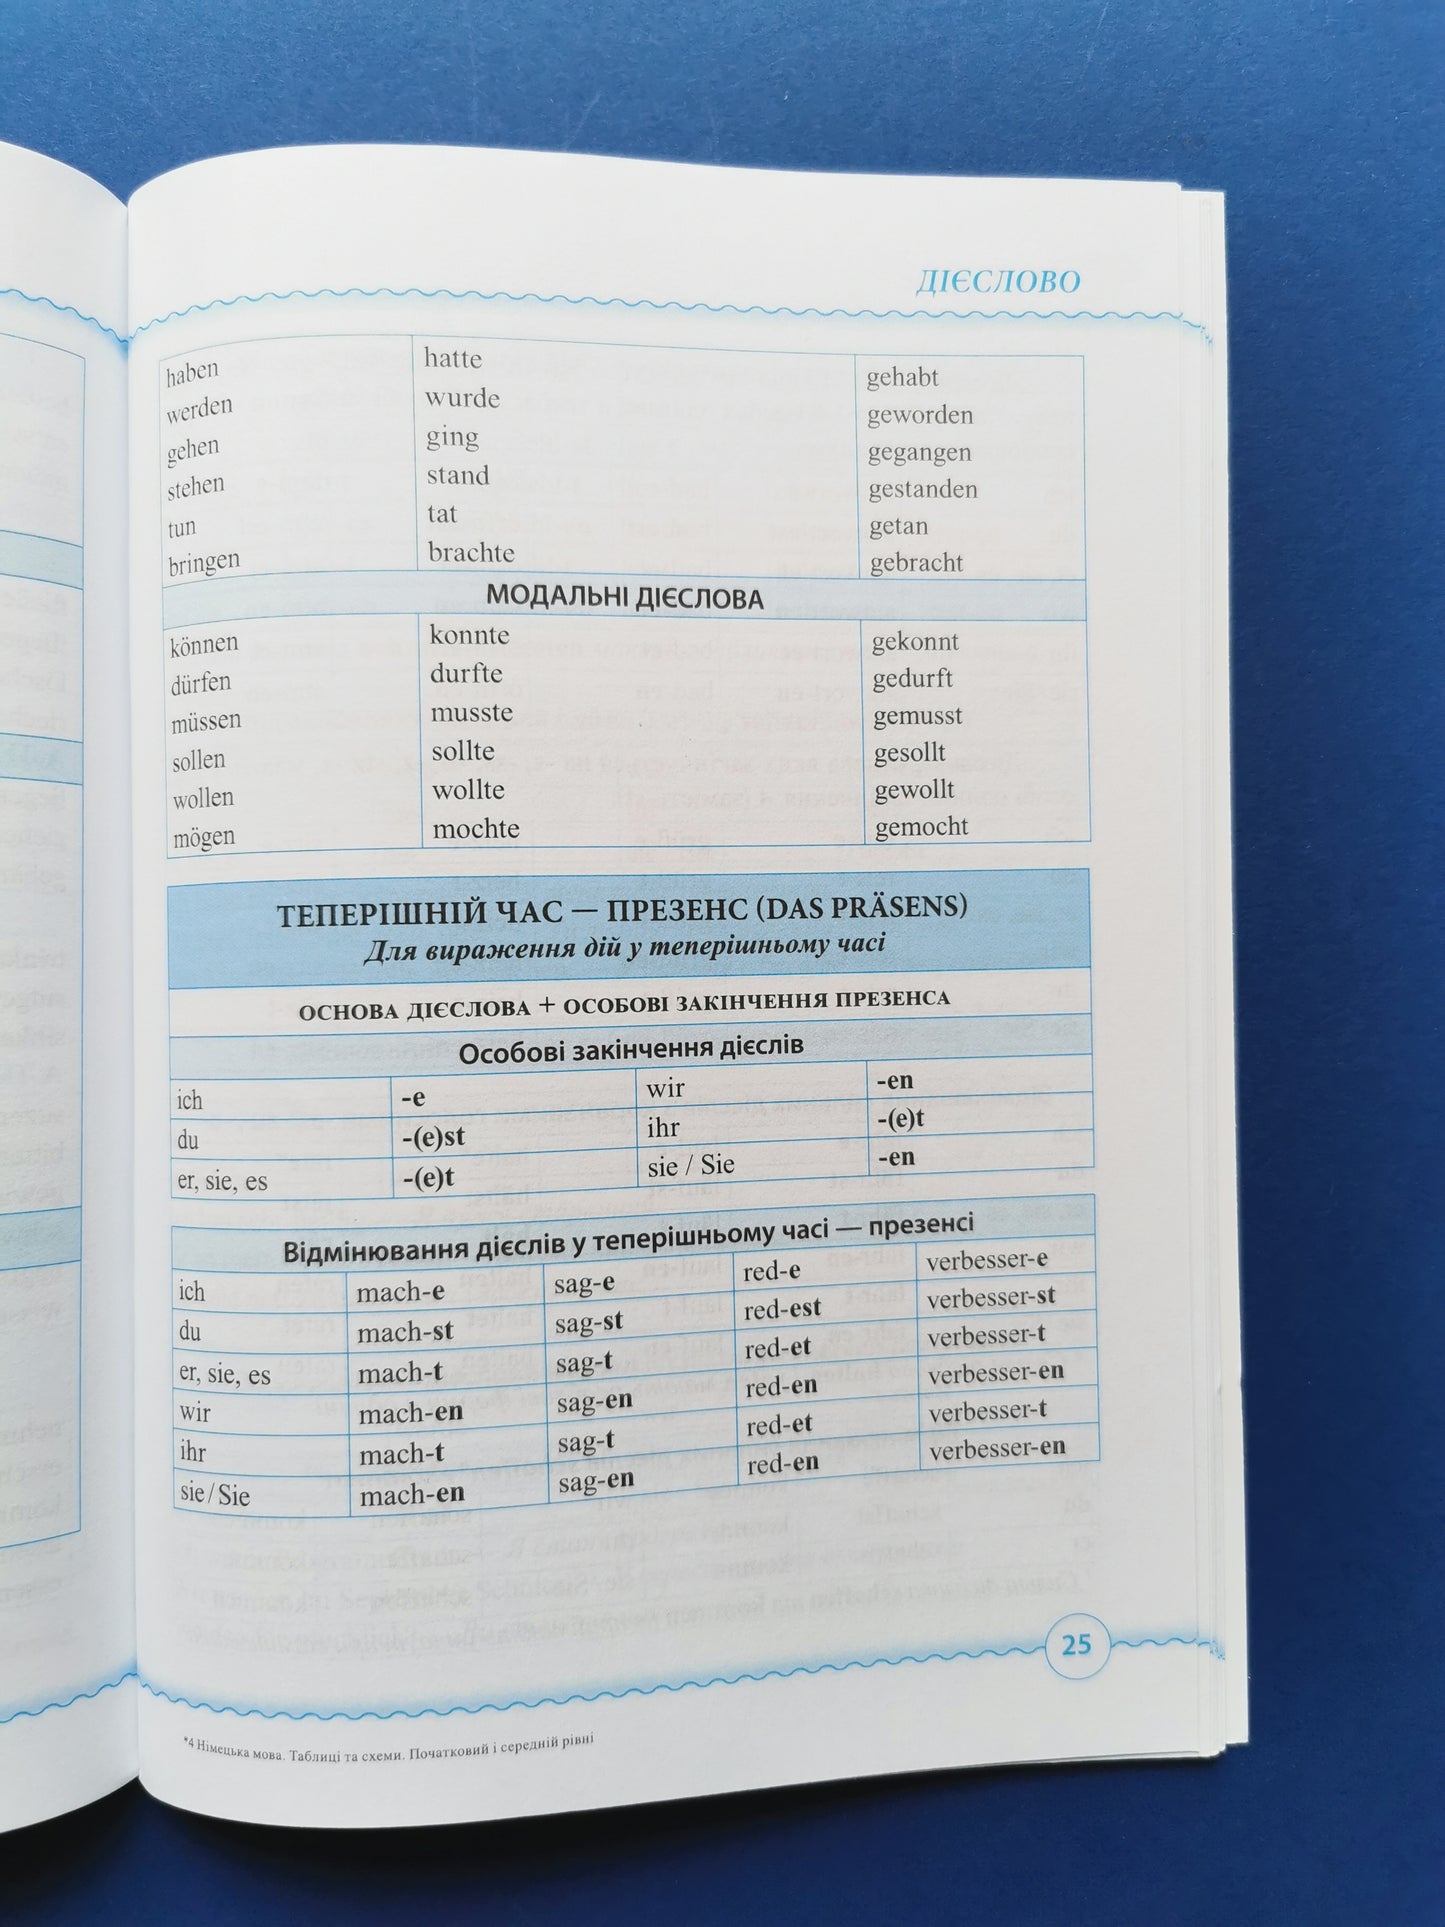 ДІЄСЛОВО
haben hatte gehabt
werden wurde geworden
gehen ging gegangen
stehen stand gestanden
tun tat getan
bringen brachte gebracht
МОДАЛЬНІ ДІЄСЛОВА
können konnte gekonnt
dürfen durfte gedurft
müssen musste gemusst
sollen sollte gesollt
wollen wollte gewollt
mögen mochte gemocht
ТЕПЕРІШНІЙ ЧАС — ПРЕЗЕНС (DAS PRÄSENS)
Для вираження дій у теперішньому часі
ОСНОВА ДІЄСЛОВА + ОСОБОВІ ЗАКІНЧЕННЯ ПРЕЗЕНСА
Особові закінчення дієслів
ich -e wir -en
du -(e)st ihr -(e)t
er, sie, es -(e)t sie / Sie -en
Відмінювання дієслів у теперішньому часі — презенсі
ich mach-e sag-e red-e verbesser-e
du mach-st sag-st red-est verbesser-st
er, sie, es mach-t sag-t red-et verbesser-t
wir mach-en sag-en red-en verbesser-en
ihr mach-t sag-t red-et verbesser-t
sie / Sie mach-en sag-en red-en verbesser-en
25
*4 Німецька мова. Таблиці та схеми. Початковий і середній рівні